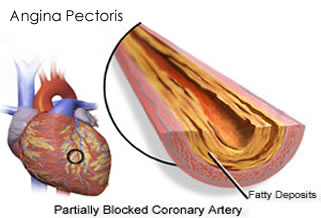 Angina Pectoris
Fatty Deposits
Partially Blocked Coronary Artery